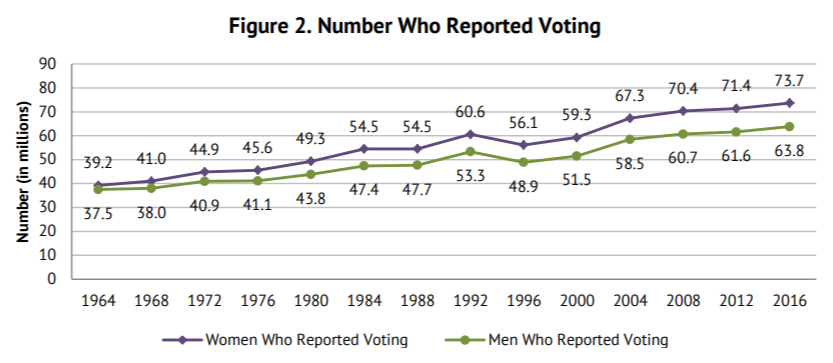 Figure 2. Number Who Reported Voting
Number (in millions)
90
80
70
60
50
40
30
20
10
0
39.2 41.0 44.9 45.6 49.3 54.5 54.5 60.6 56.1 59.3 67.3 70.4 71.4 73.7
37.5 38.0 40.9 41.1 43.8 47.4 47.7 53.3 48.9 51.5 58.5 60.7 61.6 63.8
1964 1968 1972 1976 1980 1984 1988 1992 1996 2000 2004 2008 2012 2016
Women Who Reported Voting Men Who Reported Voting